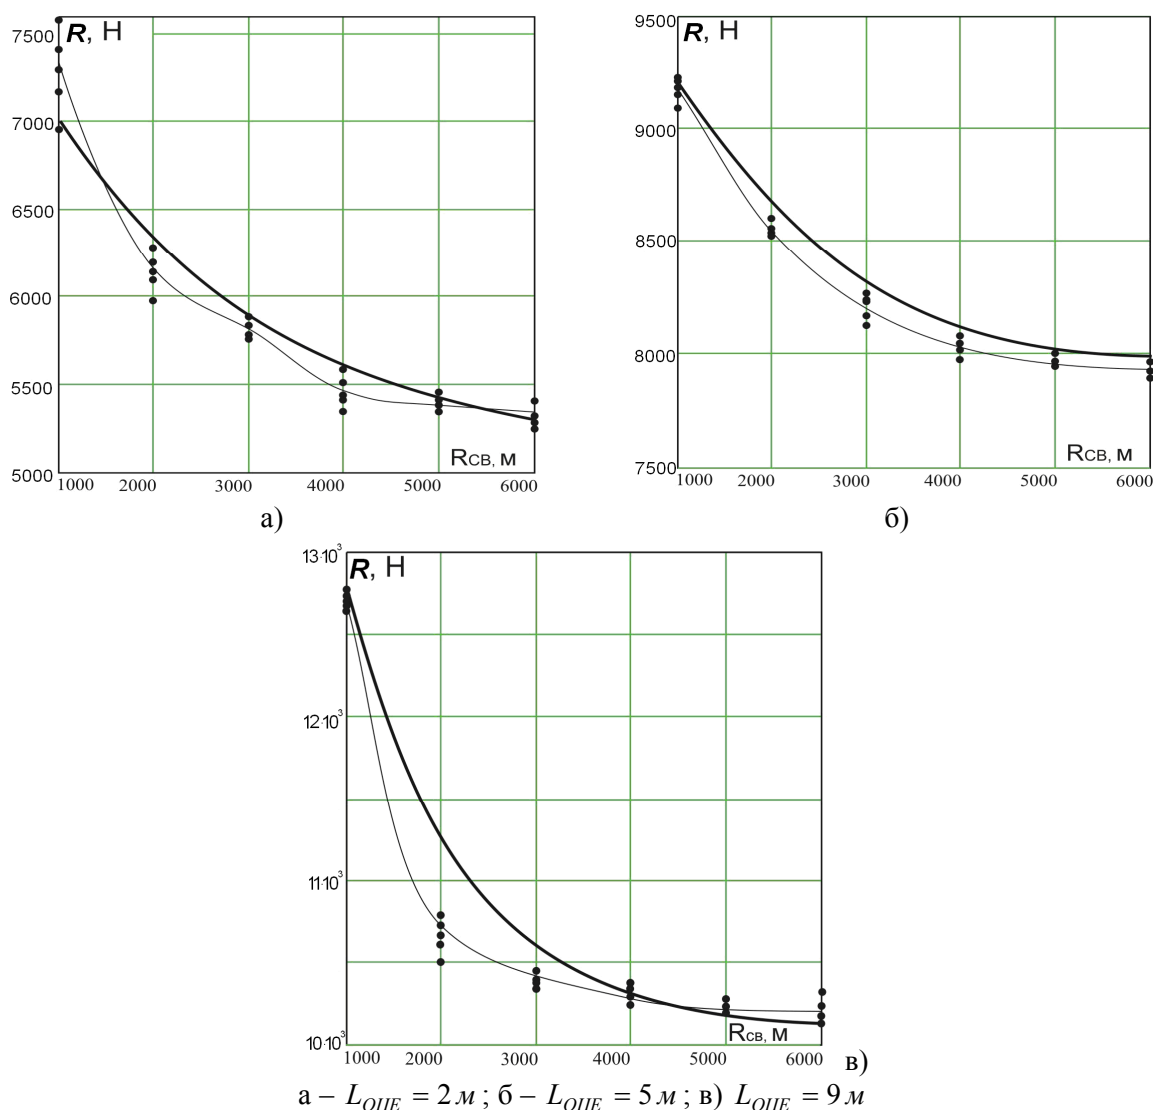 R, Н
7500
7000
6500
6000
5500
5000
RСВ, М
1000 2000 3000 4000 5000 6000
а)
R, Н
9500
9000
8500
8000
7500
RСВ, М
1000 2000 3000 4000 5000 6000
б)
R, Н
13·10³
12·10³
11·10³
10·10³
RСВ, М
1000 2000 3000 4000 5000 6000
в)
а – LОЦЕ = 2 м ; б – LОЦЕ = 5 м ; в) LОЦЕ = 9 м